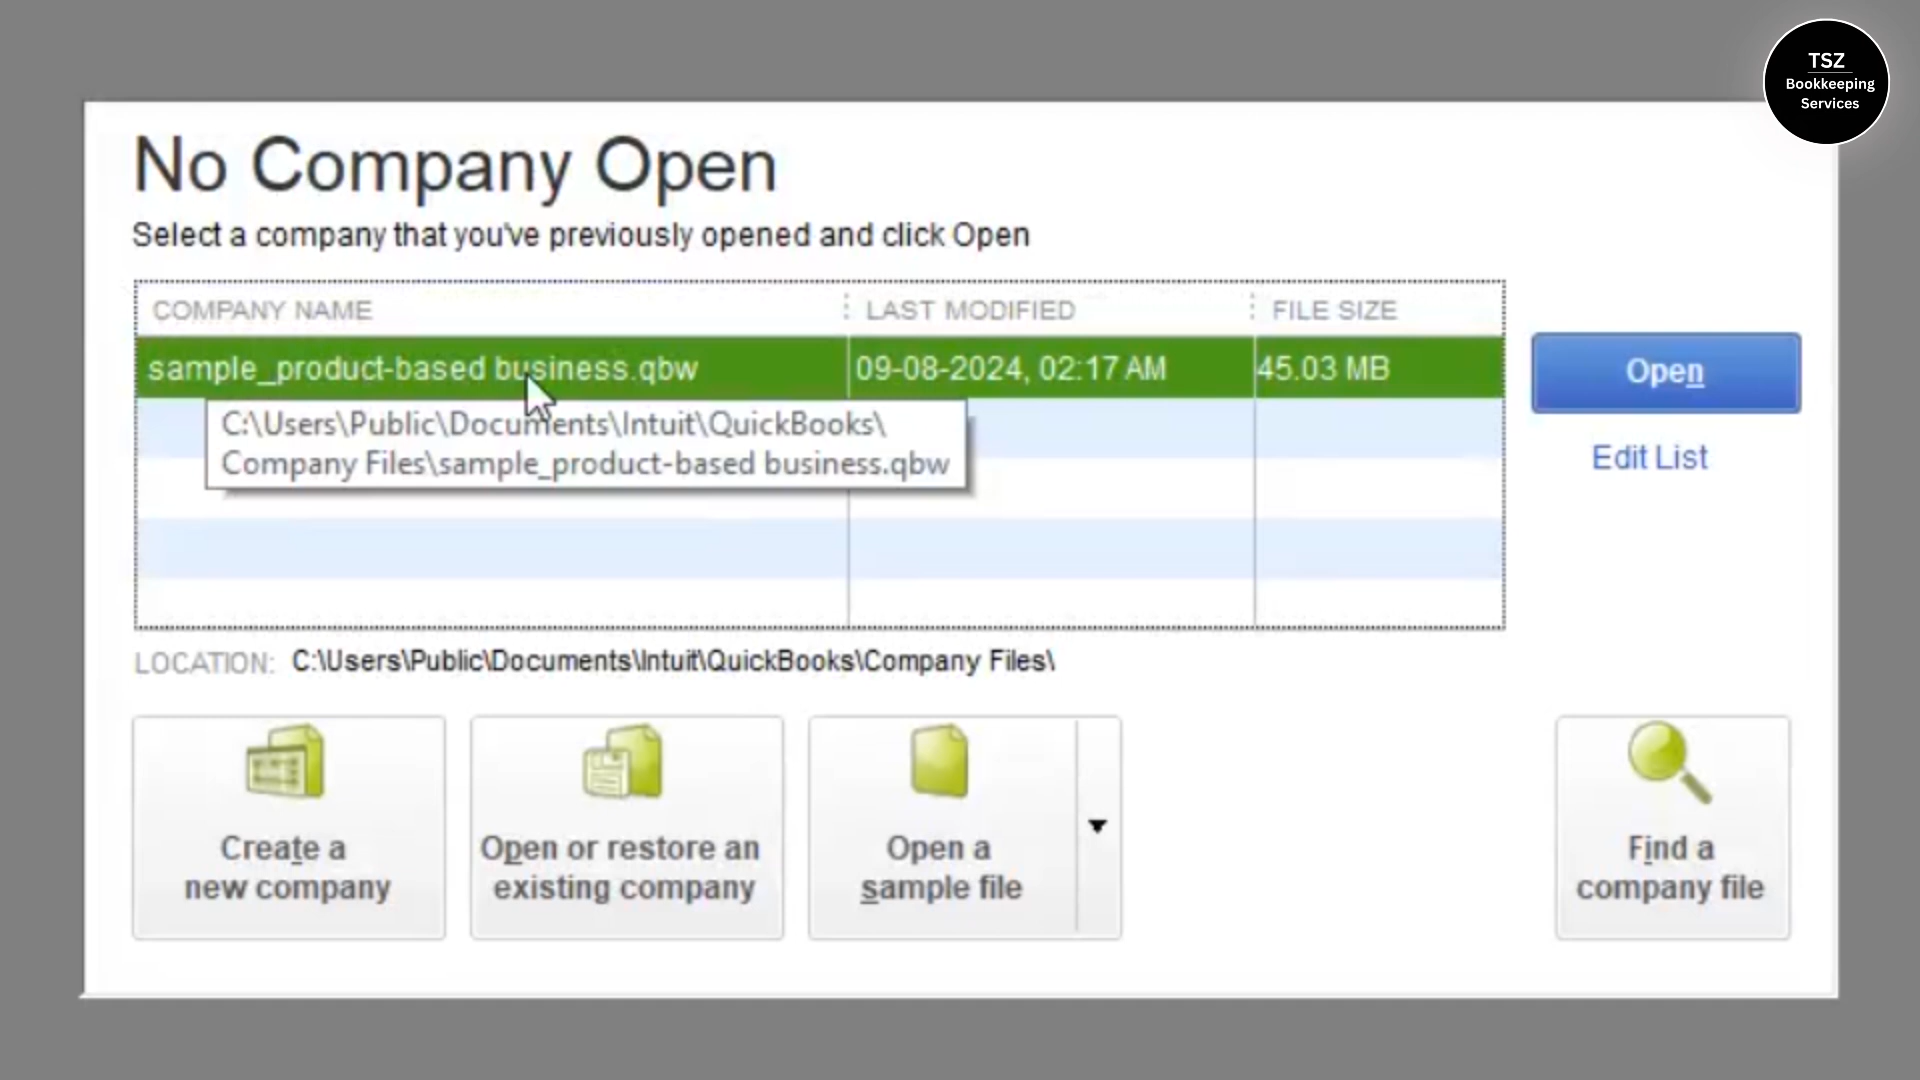 TSZ
Bookkeeping
Services
No Company Open
Select a company that you've previously opened and click Open
COMPANY NAME LAST MODIFIED FILE SIZE
sample_product-based business.qbw 09-08-2024, 02:17 AM 45.03 MB
Open
C:\Users\Public\Documents\Intuit\QuickBooks\
Company Files\sample_product-based business.qbw
Edit List
LOCATION: C:\Users\Public\Documents\Intuit\QuickBooks\Company Files\
Create a
new company
Open or restore an
existing company
Open a
sample file
Find a
company file